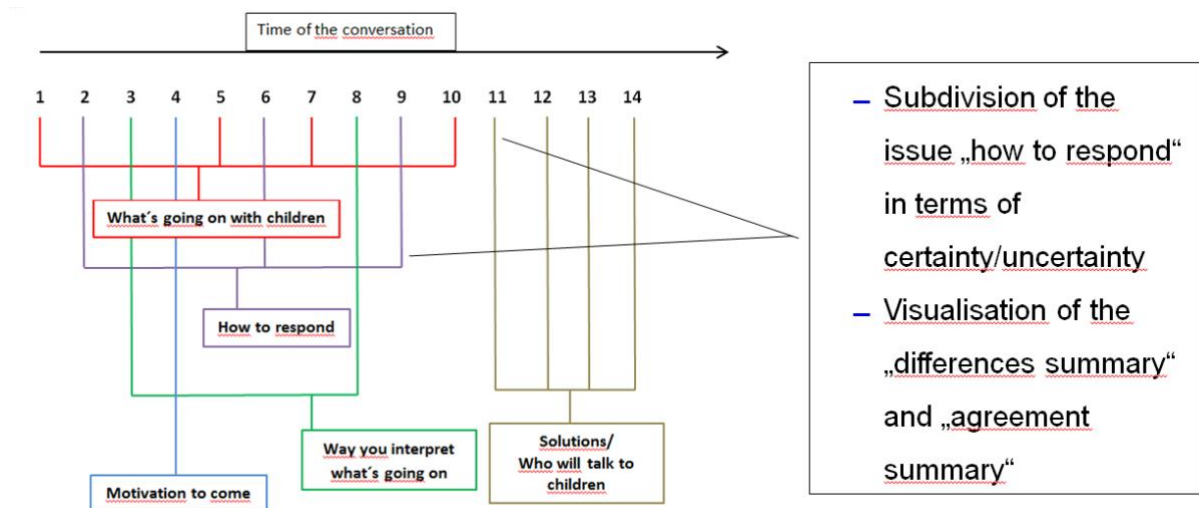 Time of the conversation
1 2 3 4 5 6 7 8 9 10 11 12 13 14
What´s going on with children
How to respond
Way you interpret
what´s going on
Solutions/
Who will talk to
children
Motivation to come
– Subdivision of the
issue „how to respond“
in terms of
certainty/uncertainty
– Visualisation of the
„differences summary“
and „agreement
summary“